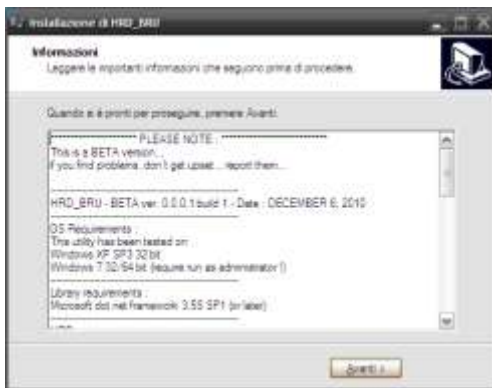 Installazione di HRD_BRU
Informazioni
Leggere le importanti informazioni che seguono prima di procedere.
Quando si è pronti per proseguire, premere Avanti.
******************** PLEASE NOTE : ************************
This is a BETA version...
if you find problems don't get upset... report them...
HRD_BRU - BETA ver. 0.0.0.1 build 1 - Date : DECEMBER 6, 2010
OS Requirements :
This utility has been tested on :
Windows XP SP3 32 bit
Windows 7 32/64 bit (require run as administrator !)
Library requirements :
Microsoft dot net framework 3.5S SP1 (or later)
Avanti >